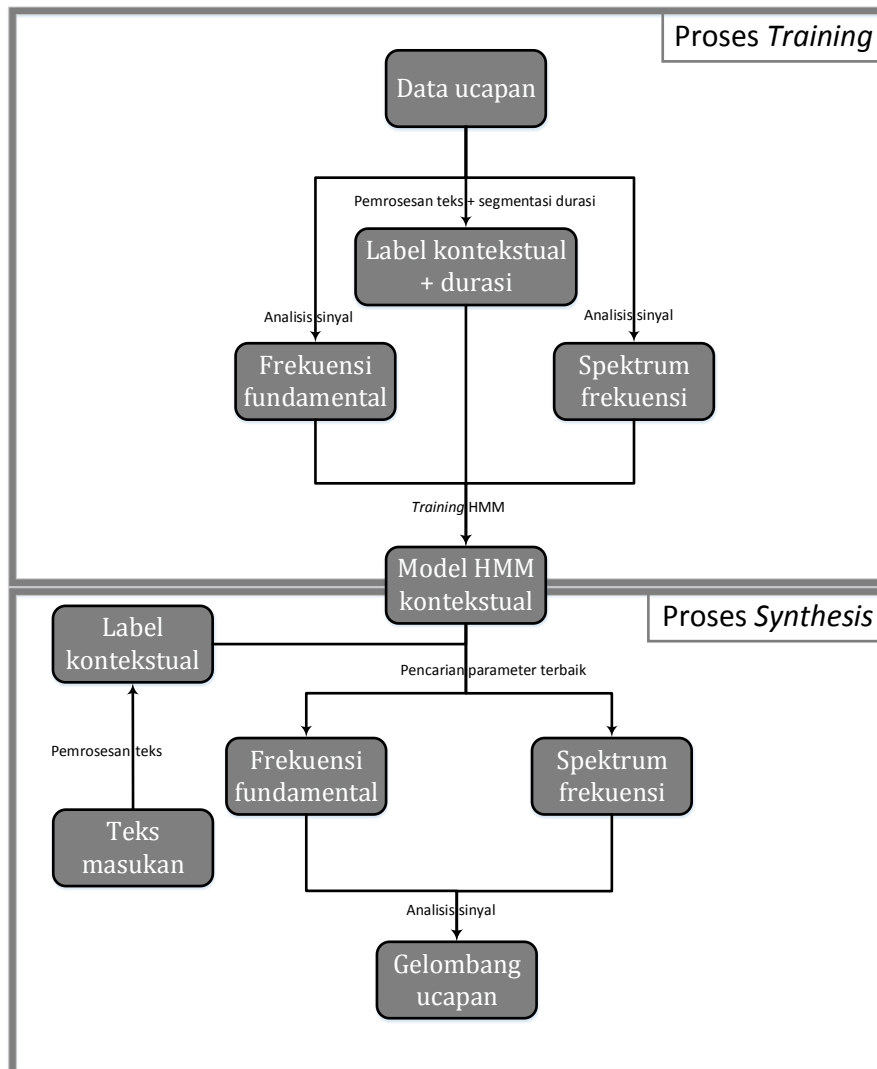 Proses Training
Data ucapan
Pemrosesan teks + segmentasi durasi
Label kontekstual
+ durasi
Analisis sinyal
Analisis sinyal
Frekuensi
fundamental
Spektrum
frekuensi
Training HMM
Model HMM
kontekstual
Proses Synthesis
Label
kontekstual
Pencarian parameter terbaik
Pemrosesan teks
Frekuensi
fundamental
Spektrum
frekuensi
Teks
masukan
Analisis sinyal
Gelombang
ucapan